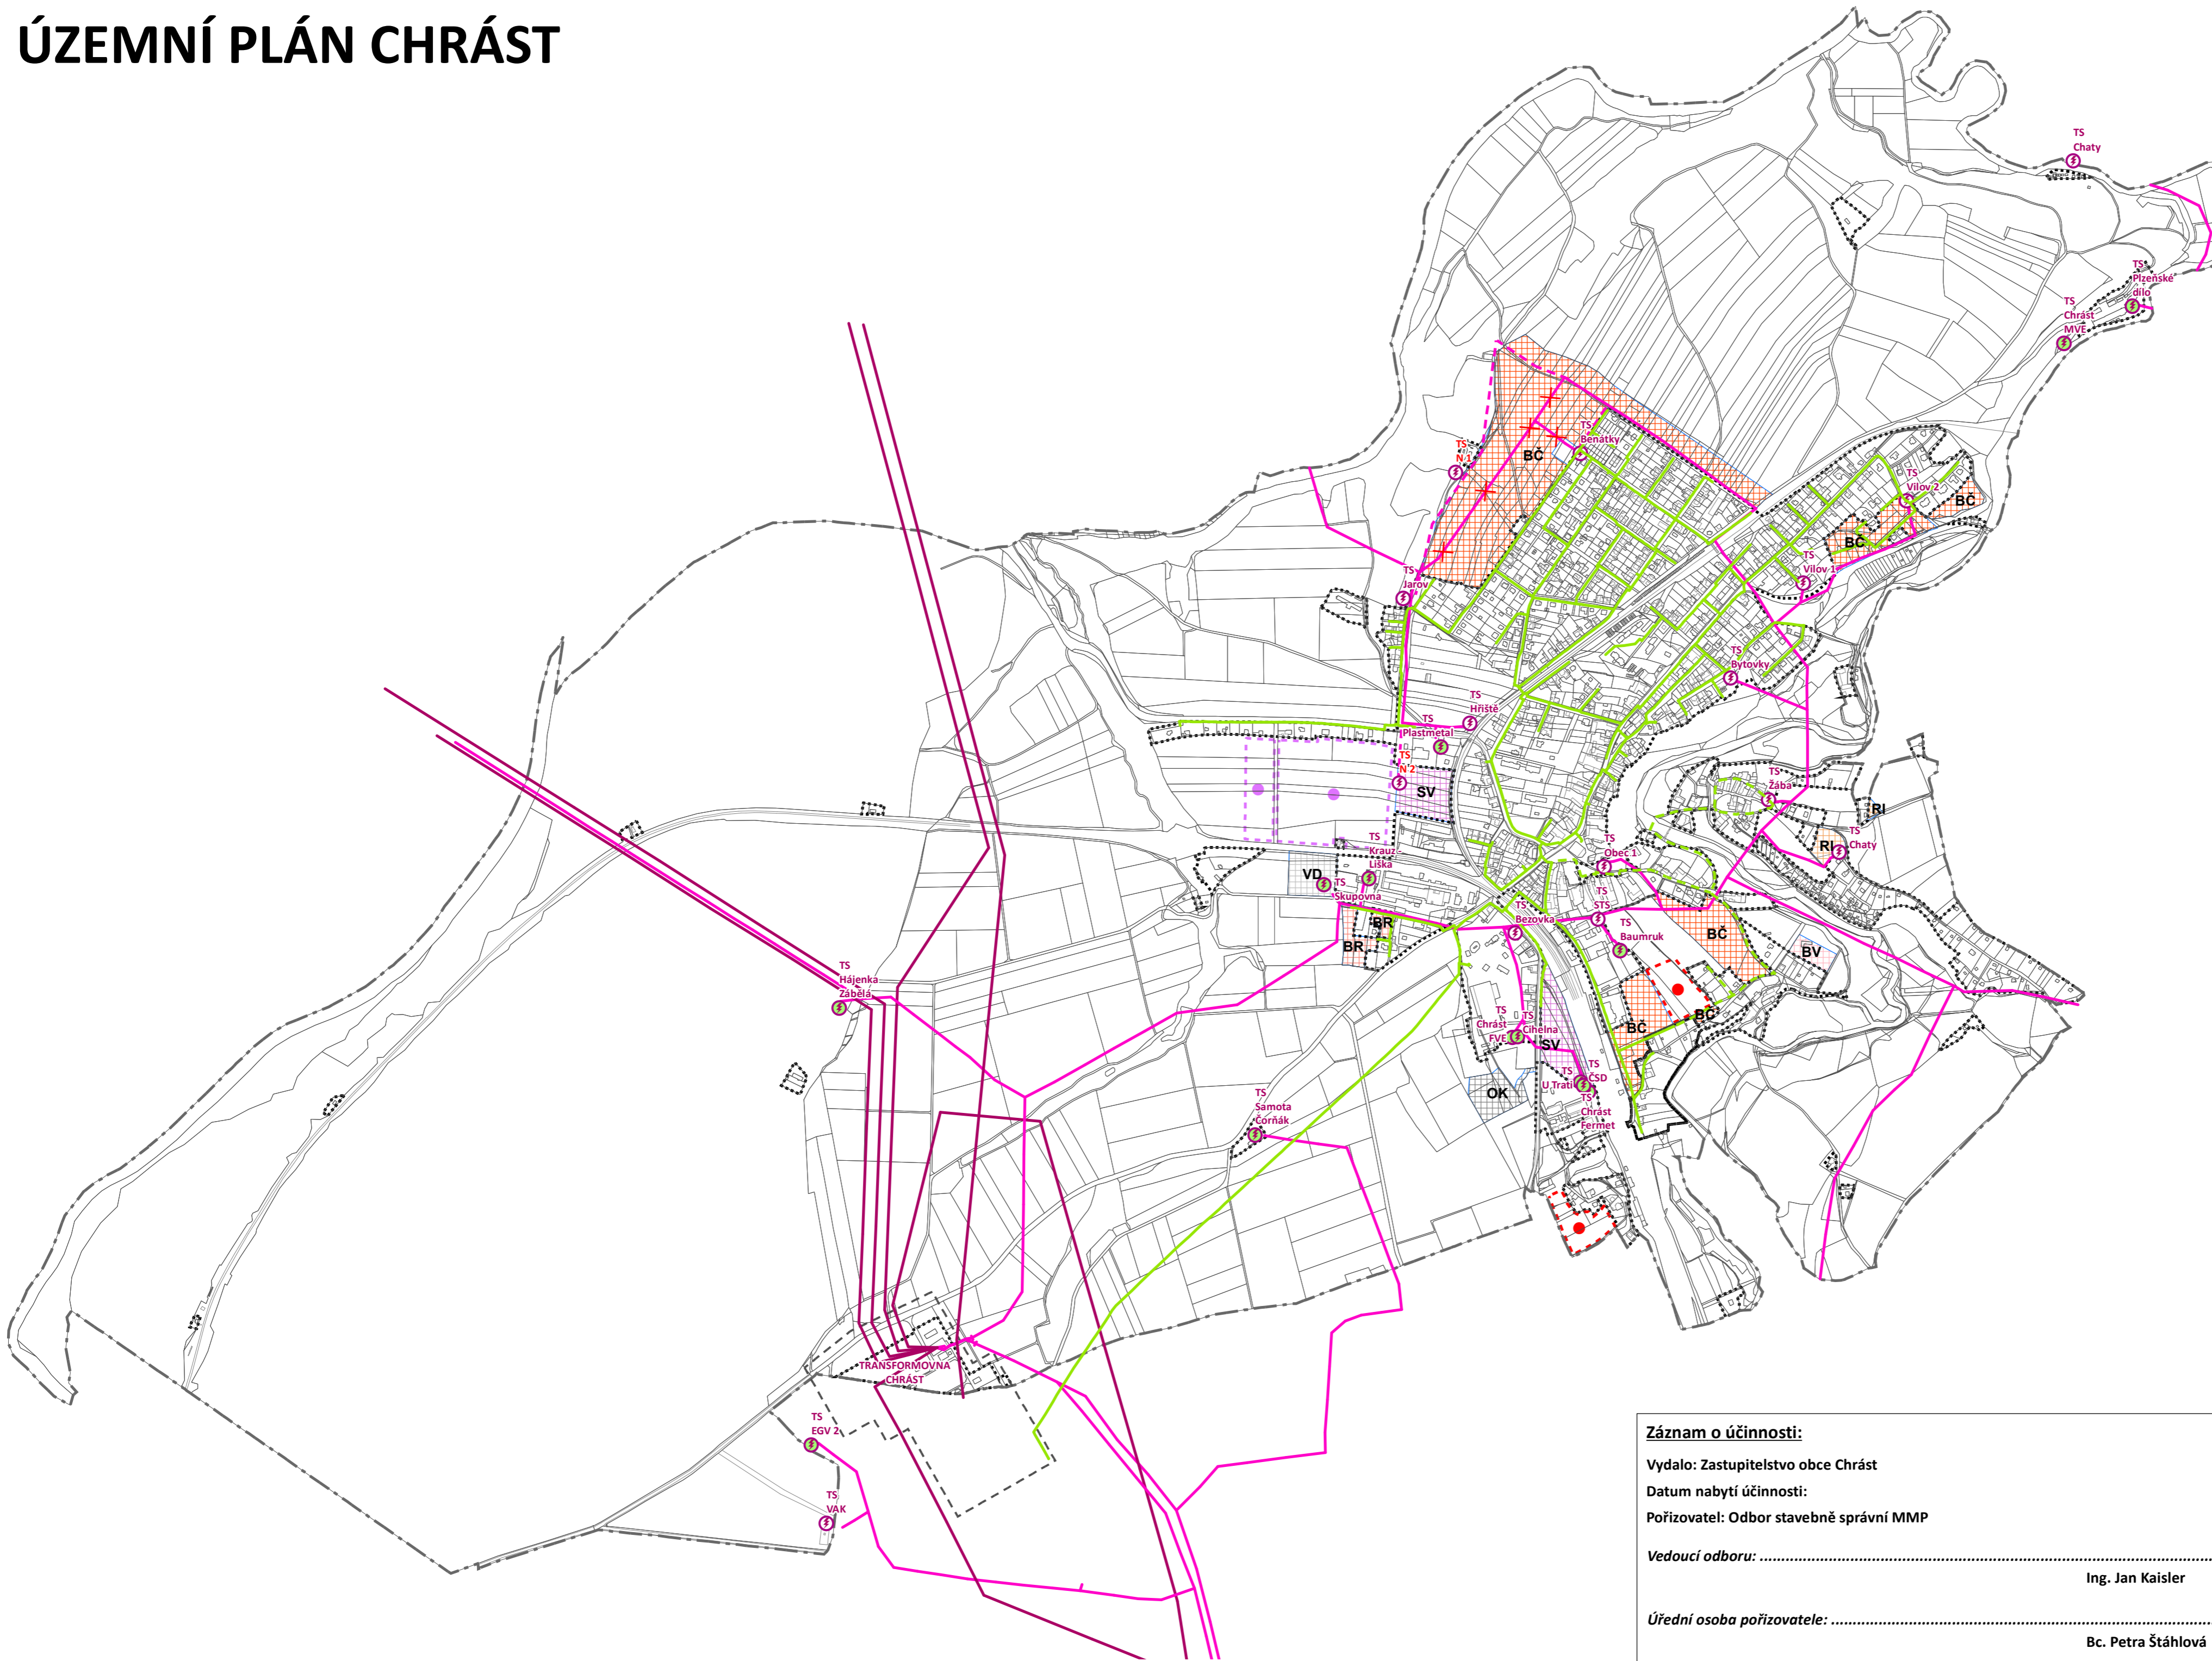 ÚZEMNÍ PLÁN CHRÁST
TS
Chaty
TS
Plzeňské
dílo
TS
Chrást
MVE
TS
Benátky
TS
N 1
BČ
TS
Vilov 2
BČ
BČ
TS
Vilov 1
TS
Jarov
TS
Bytovky
TS
Hřiště
TS
Plastmetal
TS
N 2
SV
TS
Žába
RI
RI
TS
Chaty
TS
Krauz -
Liška
TS
Obec 1
VD
TS
Skupovna
TS
STS
TS
Bezovka
TS
Baumruk
BR
BR
BČ
BV
TS
Hájenka
Zábělá
TS
Chrást
FVE
TS
Cihelna
SV
BČ
BČ
TS
U Trati
TS
ČSD
OK
TS
Chrást
Fermet
TS
Samota
Čorňák
TRANSFORMOVNA
CHRÁST
TS
EGV 2
TS
VAK
Záznam o účinnosti:
Vydalo: Zastupitelstvo obce Chrást
Datum nabytí účinnosti:
Pořizovatel: Odbor stavebně správní MMP
Vedoucí odboru: ..........................................................................................................
Ing. Jan Kaisler
Úřední osoba pořizovatele: .........................................................................................
Bc. Petra Štáhlová